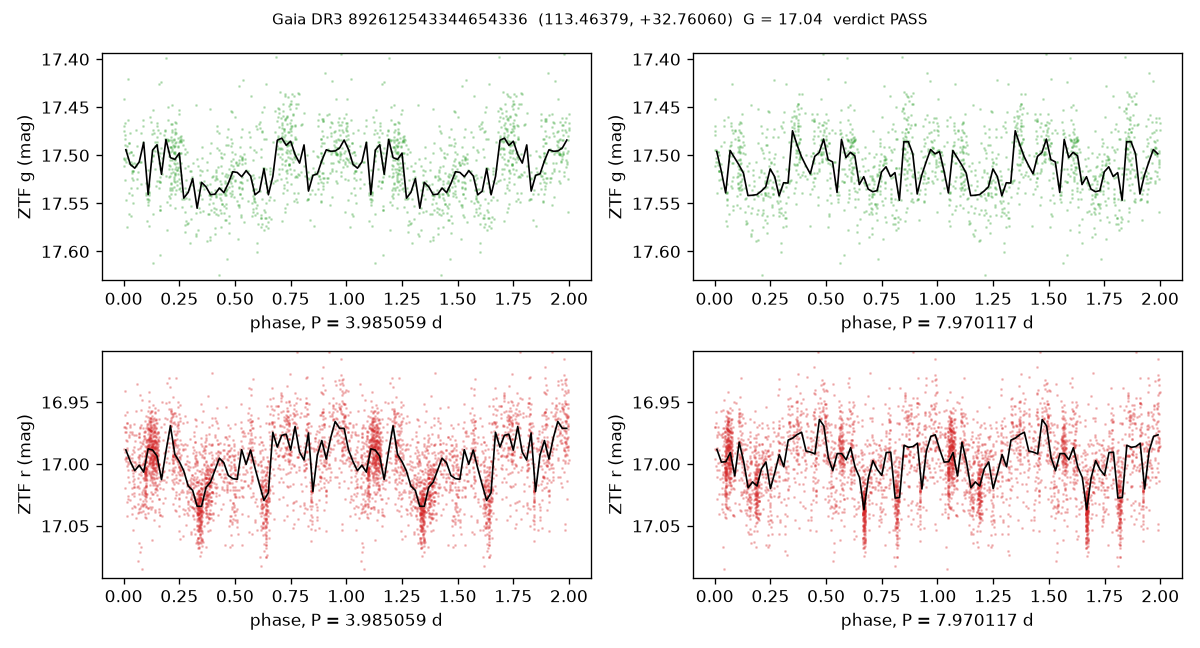 Gaia DR3 892612543344654336 (113.46379, +32.76060) G = 17.04 verdict PASS
17.40
17.45
17.50
17.55
17.60
ZTF g (mag)
0.00 0.25 0.50 0.75 1.00 1.25 1.50 1.75 2.00
phase, P = 3.985059 d
17.40
17.45
17.50
17.55
17.60
ZTF g (mag)
0.00 0.25 0.50 0.75 1.00 1.25 1.50 1.75 2.00
phase, P = 7.970117 d
16.95
17.00
17.05
ZTF r (mag)
0.00 0.25 0.50 0.75 1.00 1.25 1.50 1.75 2.00
phase, P = 3.985059 d
16.95
17.00
17.05
ZTF r (mag)
0.00 0.25 0.50 0.75 1.00 1.25 1.50 1.75 2.00
phase, P = 7.970117 d